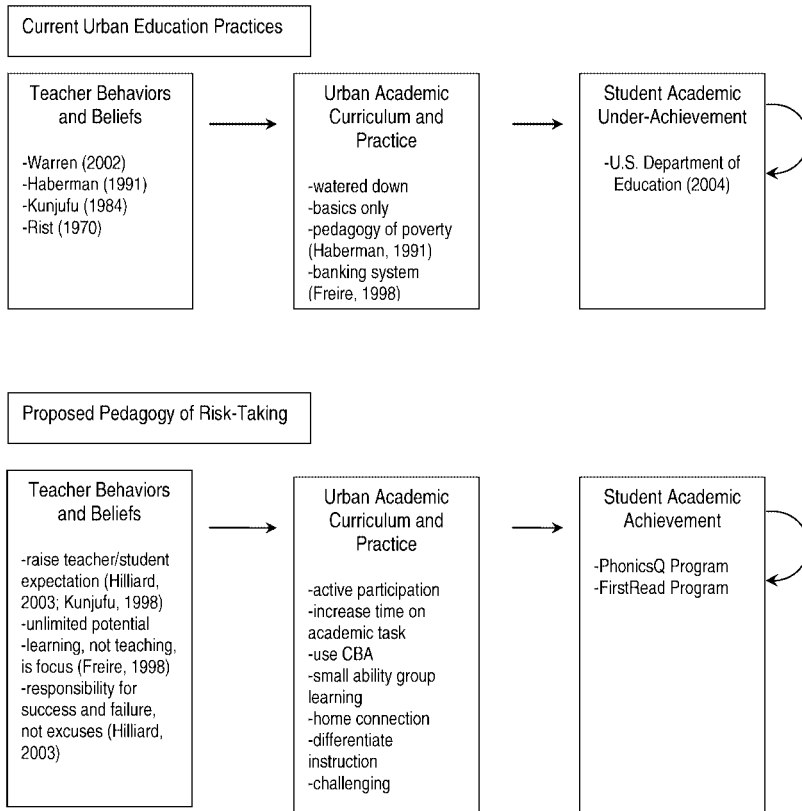 Current Urban Education Practices
Teacher Behaviors
and Beliefs
-Warren (2002)
-Haberman (1991)
-Kunjufu (1984)
-Rist (1970)
Urban Academic
Curriculum and
Practice
-watered down
-basics only
-pedagogy of poverty
(Haberman, 1991)
-banking system
(Freire, 1998)
Student Academic
Under-Achievement
-U.S. Department of
Education (2004)
Proposed Pedagogy of Risk-Taking
Teacher Behaviors
and Beliefs
-raise teacher/student
expectation (Hilliard,
2003; Kunjufu, 1998)
-unlimited potential
-learning, not teaching,
is focus (Freire, 1998)
-responsibility for
success and failure,
not excuses (Hilliard,
2003)
Urban Academic
Curriculum and
Practice
-active participation
-increase time on
academic task
-use CBA
-small ability group
learning
-home connection
-differentiate
instruction
-challenging
Student Academic
Achievement
-PhonicsQ Program
-FirstRead Program